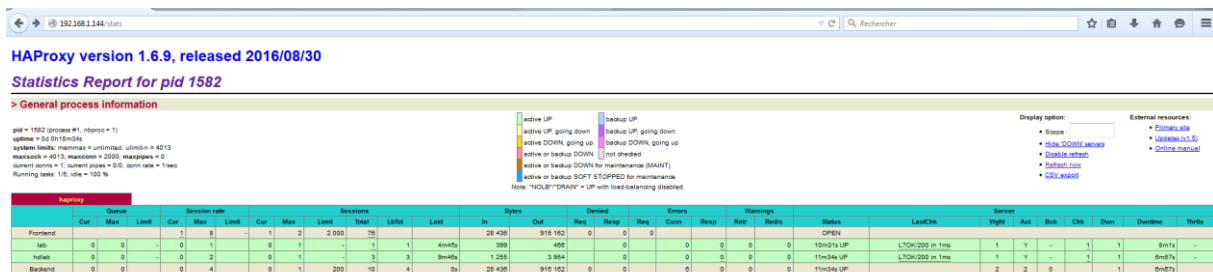 192.168.1.144/stats
Rechercher
HAProxy version 1.6.9, released 2016/08/30
Statistics Report for pid 1582
> General process information
pid = 1582 (process #1, nbproc = 1)
uptime = 0d 0h18m34s
system limits: memmax = unlimited; ulimit-n = 4013
maxsock = 4013; maxconn = 2000; maxpipes = 0
current conns = 1; current pipes = 0/0; conn rate = 1/sec
Running tasks: 1/5; idle = 100 %
active UP backup UP
active UP, going down backup UP, going down
active DOWN, going up backup DOWN, going up
active or backup DOWN not checked
active or backup DOWN for maintenance (MAINT)
active or backup SOFT STOPPED for maintenance
Note: "NOLB"/"DRAIN" = UP with load-balancing disabled.
Display option:
• Scope :
• Hide 'DOWN' servers
• Disable refresh
• Refresh now
• CSV export
External resources:
• Primary site
• Updates (v1.6)
• Online manual
haproxy
Queue Session rate Sessions Bytes Denied Errors Warnings Server
Cur Max Limit Cur Max Limit Cur Max Limit Total LbTot Last In Out Req Resp Req Conn Resp Retr Redis Status LastChk Wght Act Bck Chk Dwn Dwntme Thrtle
Frontend 1 8 - 1 2 2 000 76 28 436 915 162 0 0 0 OPEN
lab 0 0 - 0 1 0 1 - 1 1 4m46s 399 466 0 0 0 0 0 10m31s UP L7OK/200 in 1ms 1 Y - 1 1 8m1s -
hdlab 0 0 - 0 2 0 1 - 3 3 9m46s 1 255 3 954 0 0 0 0 0 11m34s UP L7OK/200 in 1ms 1 Y - 1 1 6m57s -
Backend 0 0 0 4 0 1 200 10 4 0s 28 436 915 162 0 0 6 0 0 0 11m34s UP 2 2 0 1 6m57s